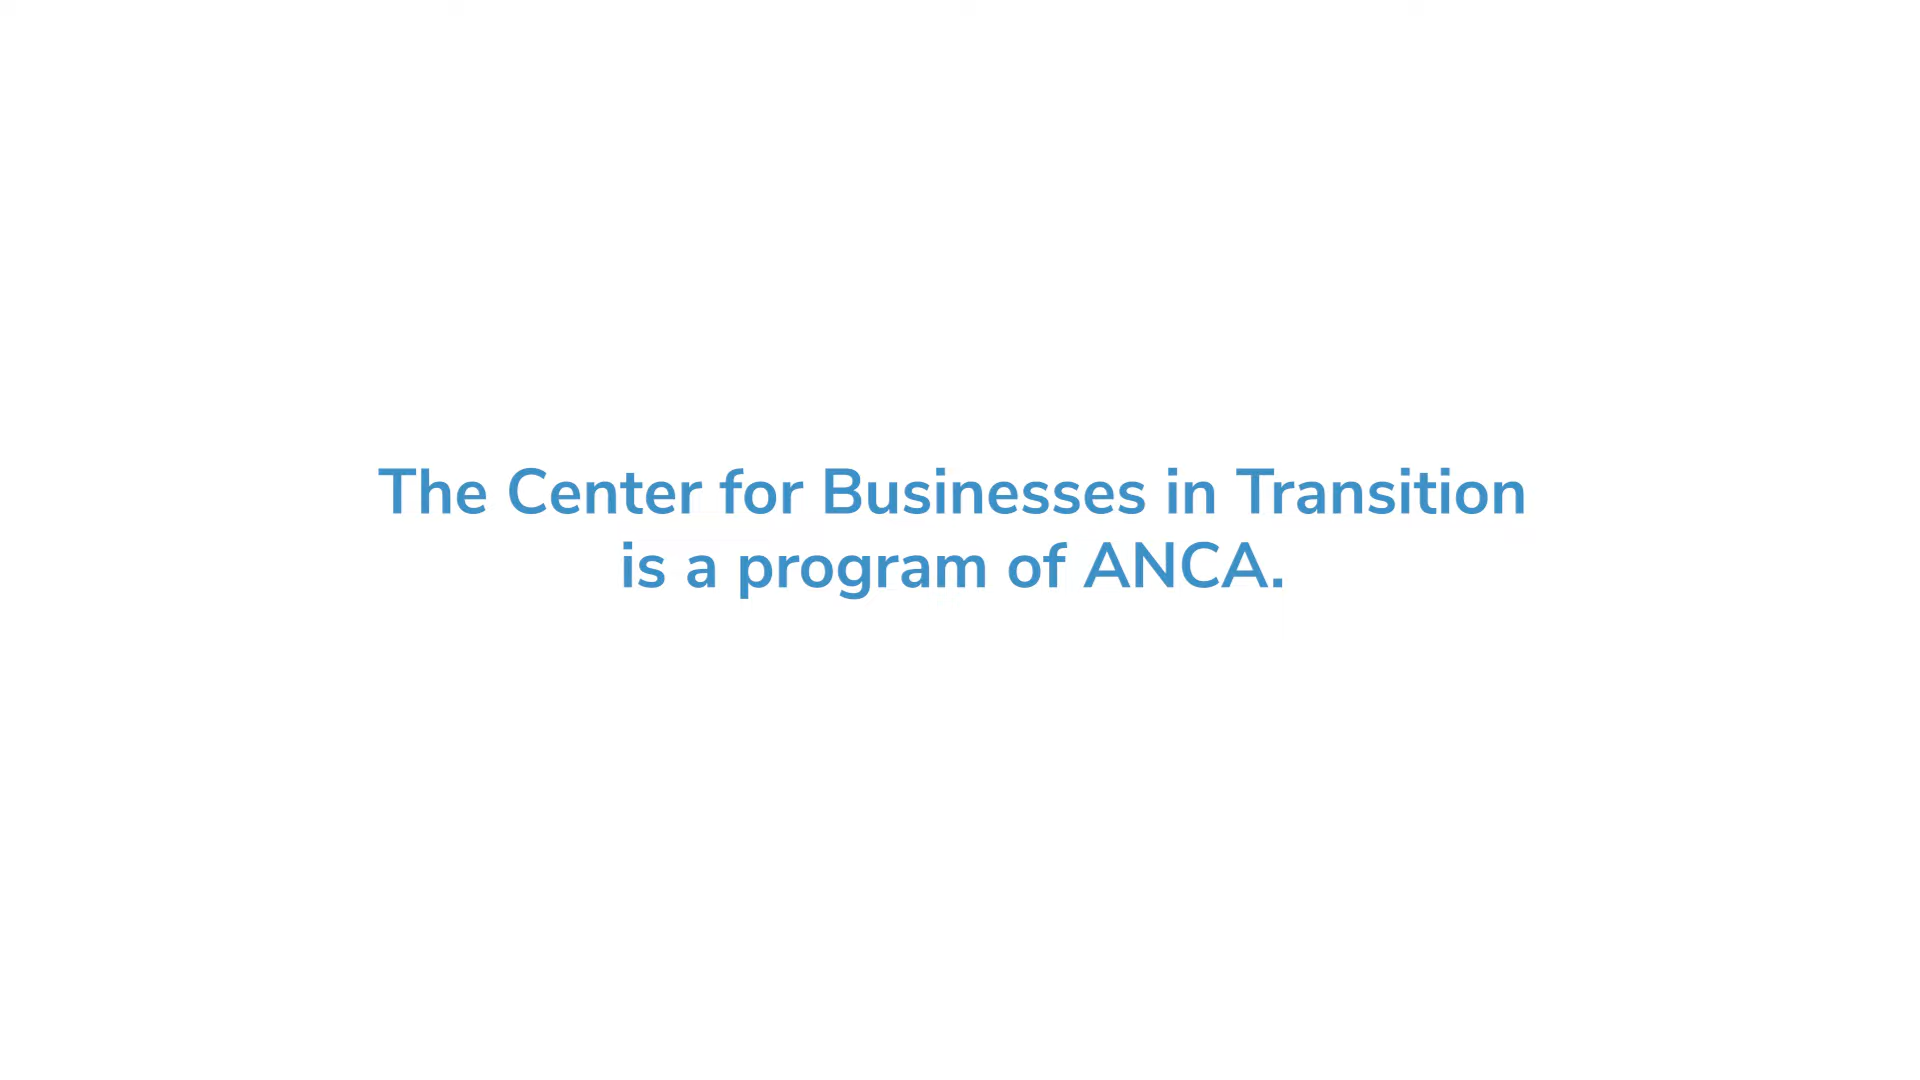 The Center for Businesses in Transition
is a program of ANCA.